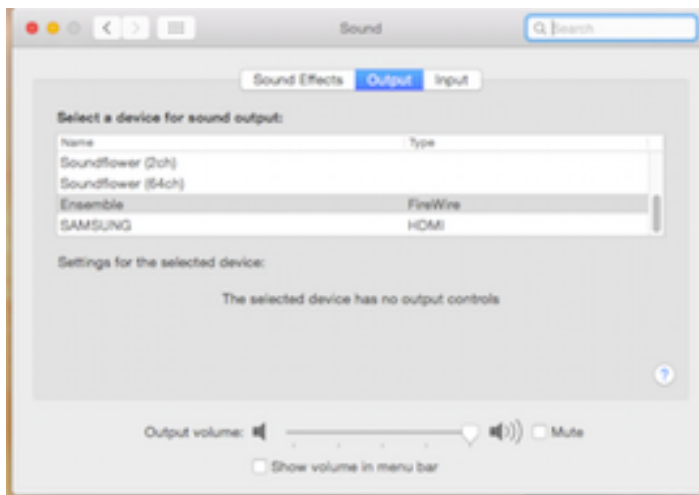 Sound
Search
Sound Effects Output Input
Select a device for sound output:
Name Type
Soundflower (2ch)
Soundflower (64ch)
Ensemble FireWire
SAMSUNG HDMI
Settings for the selected device:
The selected device has no output controls
?
Output volume: Mute
Show volume in menu bar